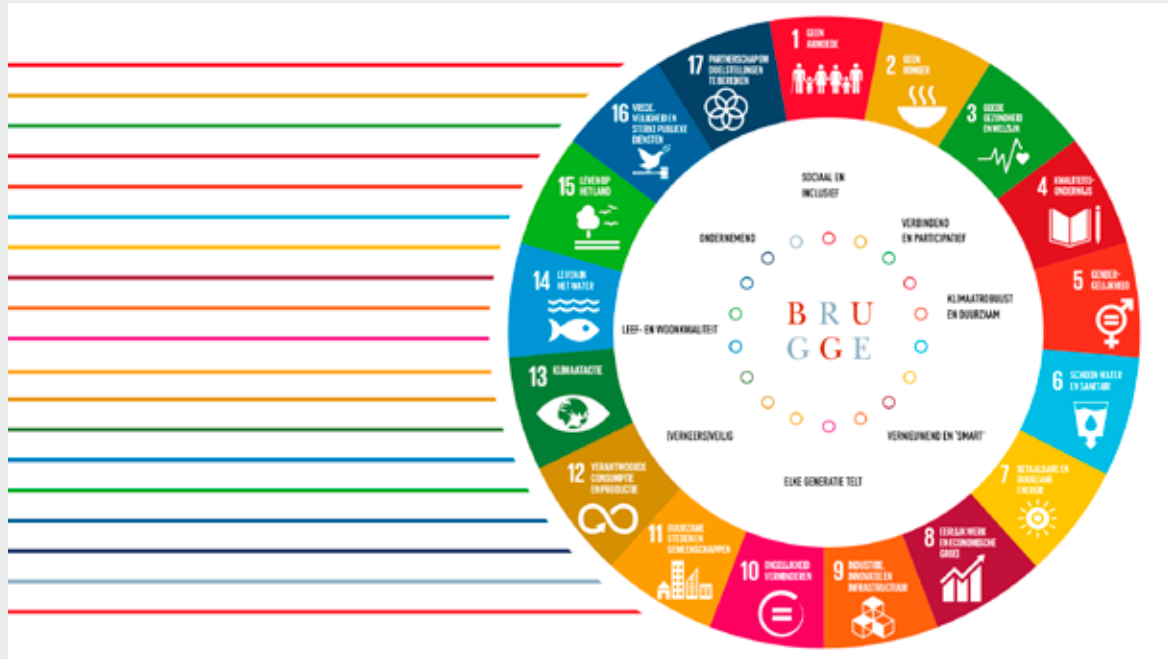 1 GEEN
ARMOEDE
2 GEEN
HONGER
3 GOEDE
GEZONDHEID
EN WELZIJN
4 KWALITEITS-
ONDERWIJS
5 GENDER-
GELIJKHEID
6 SCHOON WATER
EN SANITAIR
7 BETAALBARE EN
DUURZAME
ENERGIE
8 EERLIJK WERK
EN ECONOMISCHE
GROEI
9 INDUSTRIE,
INNOVATIE EN
INFRASTRUCTUUR
10 ONGELIJKHEID
VERMINDEREN
11 DUURZAME
STEDEN EN
GEMEENSCHAPPEN
12 VERANTWOORDE
CONSUMPTIE
EN PRODUCTIE
13 KLIMAATACTIE
14 LEVEN IN
HET WATER
15 LEVEN OP
HET LAND
16 VREDE,
VEILIGHEID EN
STERKE PUBLIEKE
DIENSTEN
17 PARTNERSCHAP OM
DOELSTELLINGEN
TE BEREIKEN
SOCIAAL EN
INCLUSIEF
VERBINDEND
EN PARTICIPATIEF
KLIMAATROBUUST
EN DUURZAAM
VERNIEUWEND EN 'SMART'
ELKE GENERATIE TELT
(VERKEERS)VEILIG
LEEF- EN WOONKWALITEIT
ONDERNEMEND
BRU
GGE